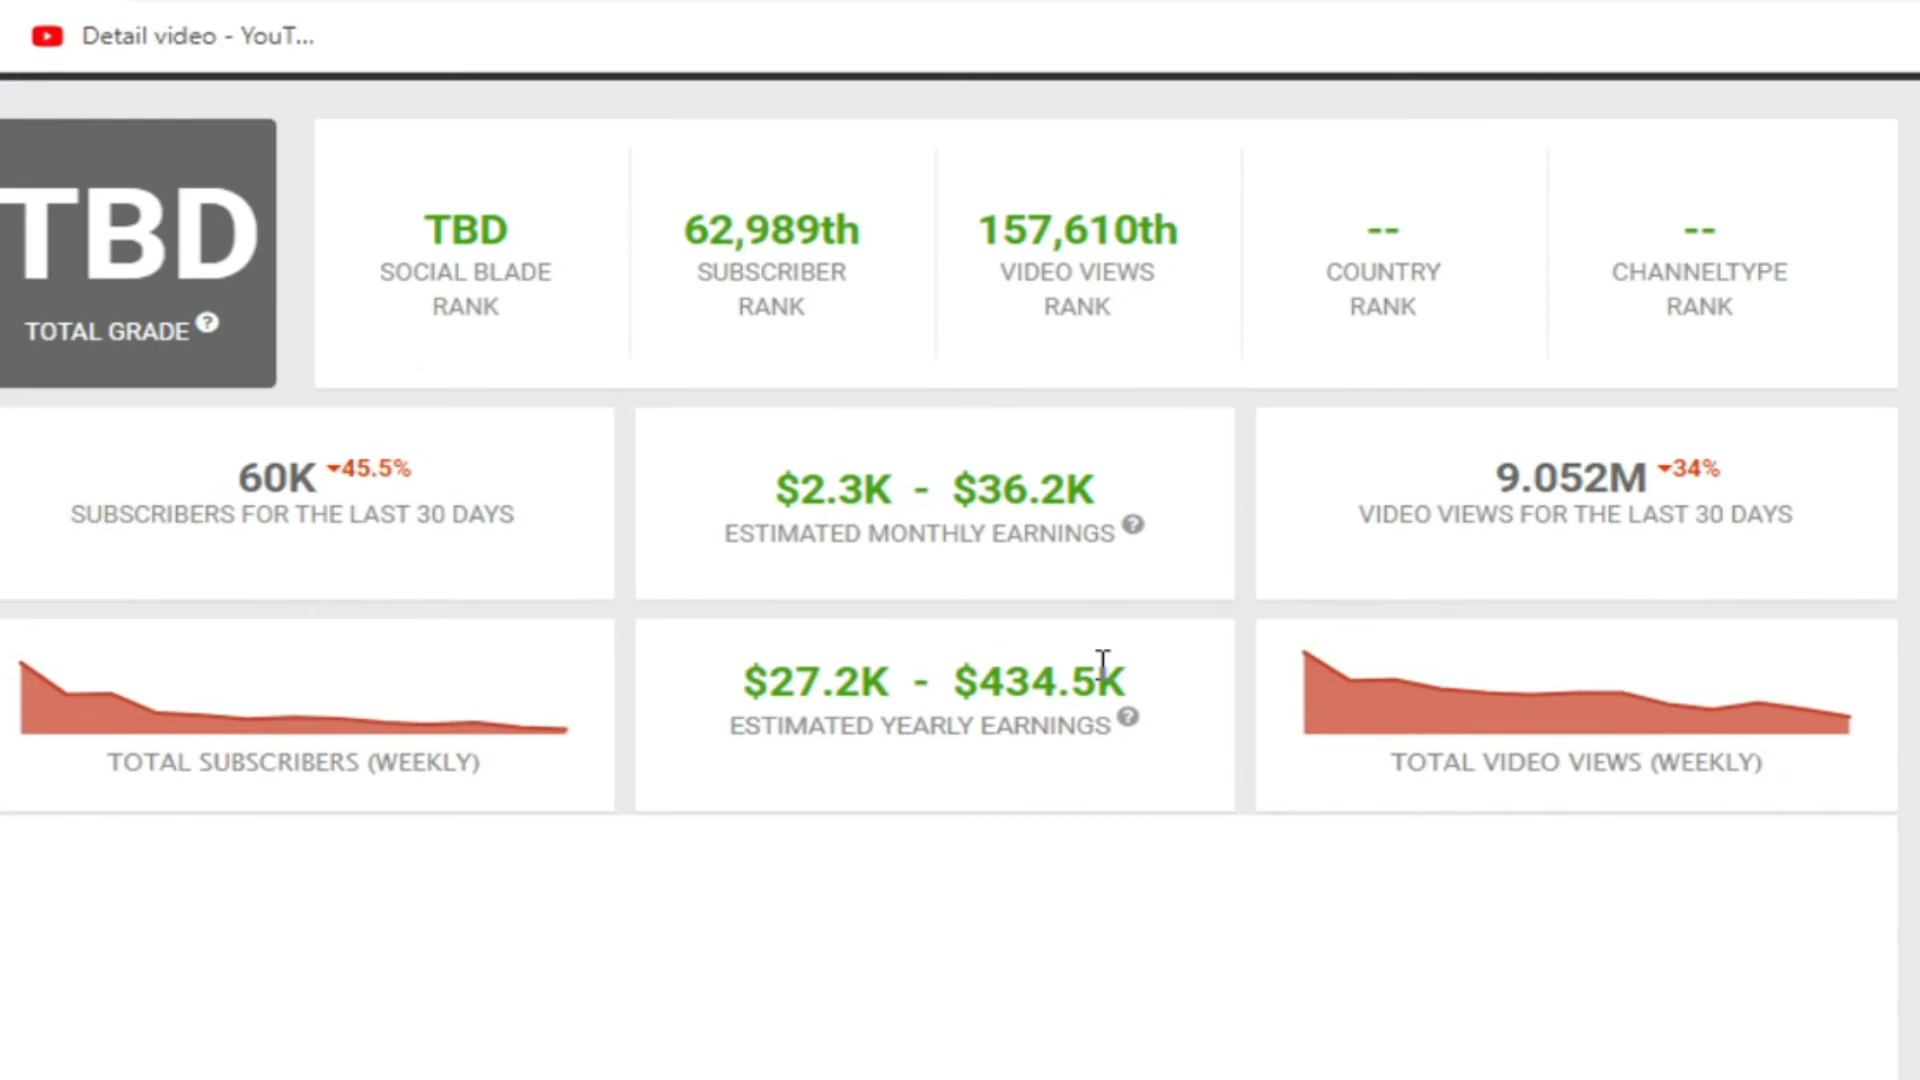 Detail video - YouT...
TBD
TOTAL GRADE ?
TBD
SOCIAL BLADE
RANK
62,989th
SUBSCRIBER
RANK
157,610th
VIDEO VIEWS
RANK
--
COUNTRY
RANK
--
CHANNELTYPE
RANK
60K 45.5%
SUBSCRIBERS FOR THE LAST 30 DAYS
$2.3K - $36.2K
ESTIMATED MONTHLY EARNINGS ?
9.052M 34%
VIDEO VIEWS FOR THE LAST 30 DAYS
TOTAL SUBSCRIBERS (WEEKLY)
$27.2K - $434.5K
ESTIMATED YEARLY EARNINGS ?
TOTAL VIDEO VIEWS (WEEKLY)